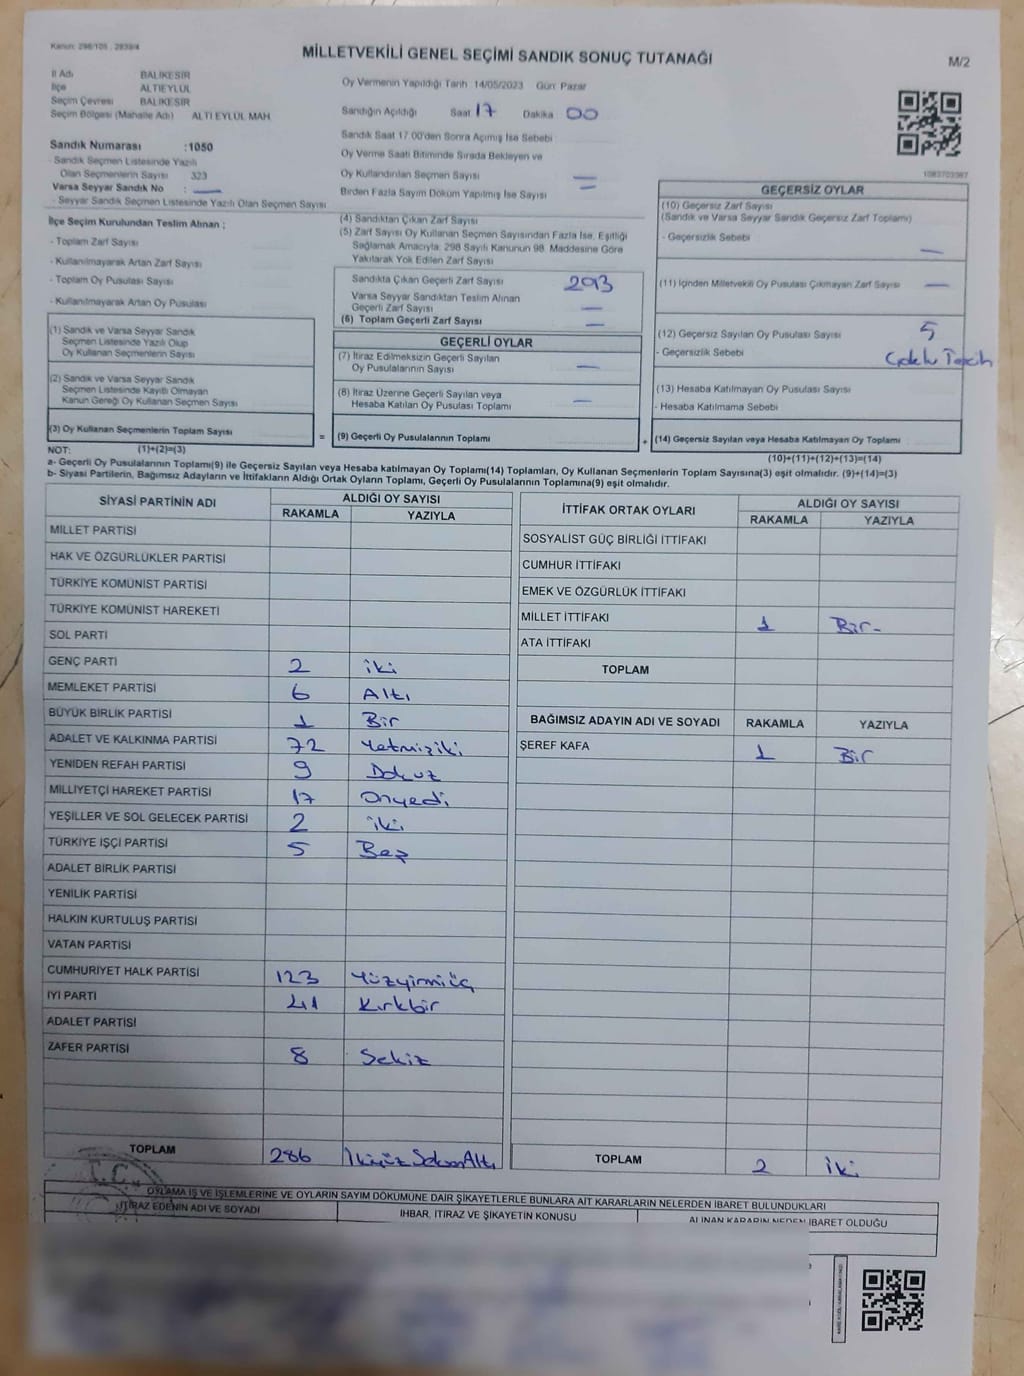 Kanun: 298/105 , 2839/4
MİLLETVEKİLİ GENEL SEÇİMİ SANDIK SONUÇ TUTANAĞI
M/2
İl Adı BALIKESİR
İlçe ALTIEYLÜL
Seçim Çevresi BALIKESİR
Seçim Bölgesi (Mahalle Adı) ALTI EYLÜL MAH.
Sandık Numarası :1050
- Sandık Seçmen Listesinde Yazılı
Olan Seçmenlerin Sayısı 323
Varsa Seyyar Sandık No : —
- Seyyar Sandık Seçmen Listesinde Yazılı Olan Seçmen Sayısı
Oy Vermenin Yapıldığı Tarih 14/05/2023 Gün: Pazar
Sandığın Açıldığı Saat 17 Dakika 00
Sandık Saat 17.00'den Sonra Açılmış İse Sebebi
Oy Verme Saati Bitiminde Sırada Bekleyen ve
Oy Kullandırılan Seçmen Sayısı —
Birden Fazla Sayım Döküm Yapılmış İse Sayısı —
İlçe Seçim Kurulundan Teslim Alınan ;
- Toplam Zarf Sayısı
- Kullanılmayarak Artan Zarf Sayısı
- Toplam Oy Pusulası Sayısı
- Kullanılmayarak Artan Oy Pusulası
(1) Sandık ve Varsa Seyyar Sandık
Seçmen Listesinde Yazılı Olup
Oy Kullanan Seçmenlerin Sayısı
(2) Sandık ve Varsa Seyyar Sandık
Seçmen Listesinde Kayıtlı Olmayan
Kanun Gereği Oy Kullanan Seçmen Sayısı
(3) Oy Kullanan Seçmenlerin Toplam Sayısı
(4) Sandıktan Çıkan Zarf Sayısı
(5) Zarf Sayısı Oy Kullanan Seçmen Sayısından Fazla İse, Eşitliği
Sağlamak Amacıyla, 298 Sayılı Kanunun 98. Maddesine Göre
Yakılarak Yok Edilen Zarf Sayısı
Sandıkta Çıkan Geçerli Zarf Sayısı 293
Varsa Seyyar Sandıktan Teslim Alınan
Geçerli Zarf Sayısı —
(6) Toplam Geçerli Zarf Sayısı —
GEÇERLİ OYLAR
(7) İtiraz Edilmeksizin Geçerli Sayılan
Oy Pusulalarının Sayısı —
(8) İtiraz Üzerine Geçerli Sayılan veya
Hesaba Katılan Oy Pusulası Toplamı —
= (9) Geçerli Oy Pusulalarının Toplamı
GEÇERSİZ OYLAR
(10) Geçersiz Zarf Sayısı
(Sandık ve Varsa Seyyar Sandık Geçersiz Zarf Toplamı)
- Geçersizlik Sebebi —
(11) İçinden Milletvekili Oy Pusulası Çıkmayan Zarf Sayısı —
(12) Geçersiz Sayılan Oy Pusulası Sayısı 5
- Geçersizlik Sebebi Çoklu Tercih
(13) Hesaba Katılmayan Oy Pusulası Sayısı
- Hesaba Katılmama Sebebi
+ (14) Geçersiz Sayılan veya Hesaba Katılmayan Oy Toplamı
NOT: (1)+(2)=(3)
(10)+(11)+(12)+(13)=(14)
a- Geçerli Oy Pusulalarının Toplamı(9) ile Geçersiz Sayılan veya Hesaba katılmayan Oy Toplamı(14) Toplamları, Oy Kullanan Seçmenlerin Toplam Sayısına(3) eşit olmalıdır. (9)+(14)=(3)
b- Siyasi Partilerin, Bağımsız Adayların ve İttifakların Aldığı Ortak Oyların Toplamı, Geçerli Oy Pusulalarının Toplamına(9) eşit olmalıdır.
SİYASİ PARTİNİN ADI ALDIĞI OY SAYISI
RAKAMLA YAZIYLA
MİLLET PARTİSİ
HAK VE ÖZGÜRLÜKLER PARTİSİ
TÜRKİYE KOMÜNİST PARTİSİ
TÜRKİYE KOMÜNİST HAREKETİ
SOL PARTİ
GENÇ PARTİ 2 iki
MEMLEKET PARTİSİ 6 Altı
BÜYÜK BİRLİK PARTİSİ 1 Bir
ADALET VE KALKINMA PARTİSİ 72 Yetmişiki
YENİDEN REFAH PARTİSİ 9 Dokuz
MİLLİYETÇİ HAREKET PARTİSİ 17 Onyedi
YEŞİLLER VE SOL GELECEK PARTİSİ 2 iki
TÜRKİYE İŞÇİ PARTİSİ 5 Beş
ADALET BİRLİK PARTİSİ
YENİLİK PARTİSİ
HALKIN KURTULUŞ PARTİSİ
VATAN PARTİSİ
CUMHURİYET HALK PARTİSİ 123 Yüzyirmiüç
İYİ PARTİ 41 Kırkbir
ADALET PARTİSİ
ZAFER PARTİSİ 8 Sekiz
TOPLAM 286 İkiyüz SeksenAltı
İTTİFAK ORTAK OYLARI ALDIĞI OY SAYISI
RAKAMLA YAZIYLA
SOSYALİST GÜÇ BİRLİĞİ İTTİFAKI
CUMHUR İTTİFAKI
EMEK VE ÖZGÜRLÜK İTTİFAKI
MİLLET İTTİFAKI 1 Bir-
ATA İTTİFAKI
TOPLAM
BAĞIMSIZ ADAYIN ADI VE SOYADI RAKAMLA YAZIYLA
ŞEREF KAFA 1 Bir
TOPLAM 2 iki
T.C.
OYLAMA İŞ VE İŞLEMLERİNE VE OYLARIN SAYIM DÖKÜMÜNE DAİR ŞİKAYETLERLE BUNLARA AİT KARARLARIN NELERDEN İBARET BULUNDUKLARI
İTİRAZ EDENİN ADI VE SOYADI İHBAR, İTİRAZ VE ŞİKAYETİN KONUSU ALINAN KARARIN NEDEN İBARET OLDUĞU